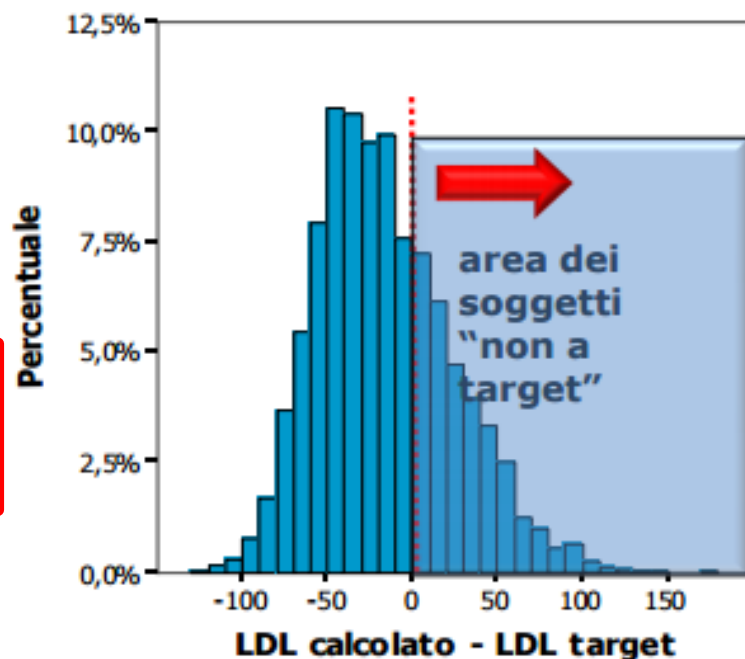 12,5%
10,0%
7,5%
5,0%
2,5%
0,0%
Percentuale
area dei
soggetti
“non a
target”
-100 -50 0 50 100 150
LDL calcolato - LDL target